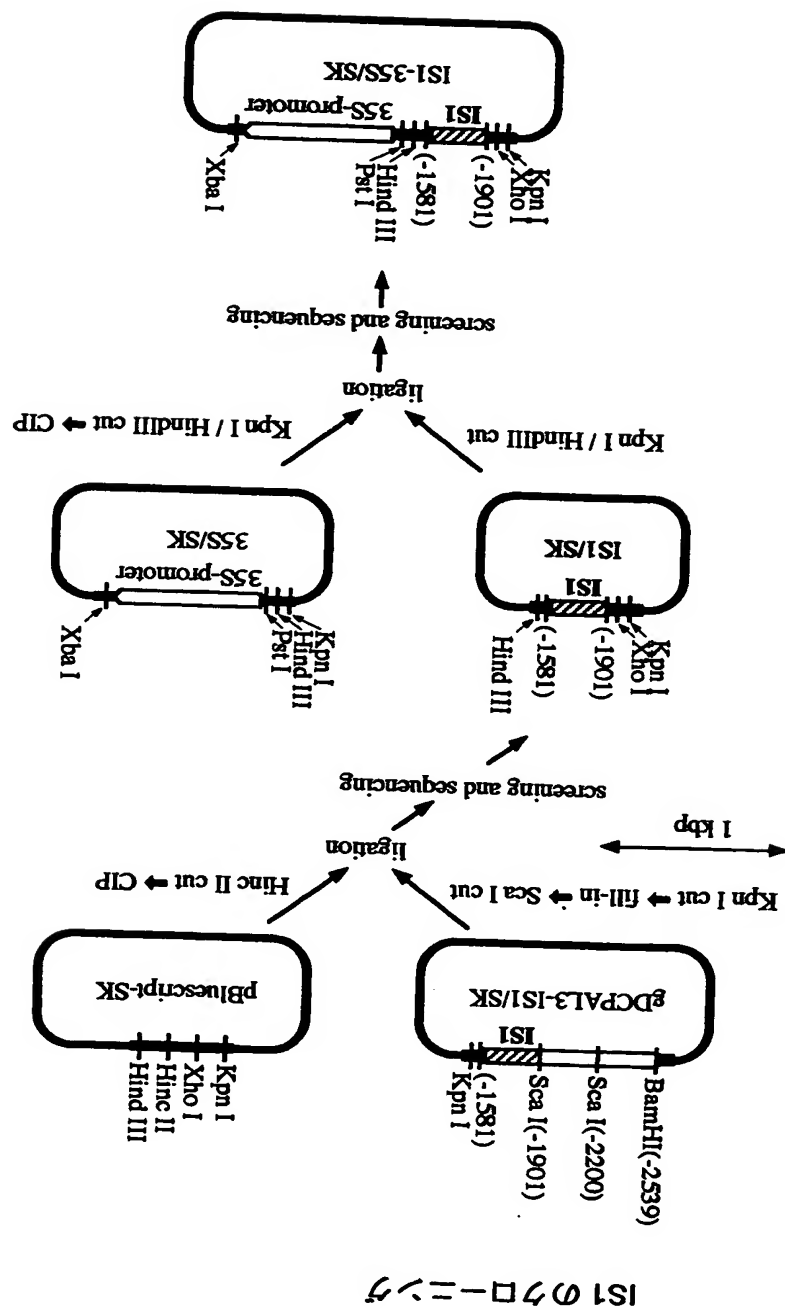 IS1 のクローニング
BamHI(-2539)
Sca I(-2200)
Sca I(-1901)
(-1581)
Kpn I
IS1
gDCPAL3-IS1/SK
Kpn I
Xho I
Hinc II
Hind III
pBluescript-SK
Kpn I cut ➡ fill-in ➡ Sca I cut
Hinc II cut ➡ CIP
1 kbp
ligation
screening and sequencing
Kpn I
Xho I
(-1901)
(-1581)
Hind III
IS1
IS1/SK
Kpn I
Hind III
Pst I
Xba I
35S-promoter
35S/SK
Kpn I / HindIII cut
Kpn I / HindIII cut ➡ CIP
ligation
screening and sequencing
Kpn I
Xho I
(-1901)
(-1581)
Hind III
Pst I
Xba I
IS1
35S-promoter
IS1-35S/SK